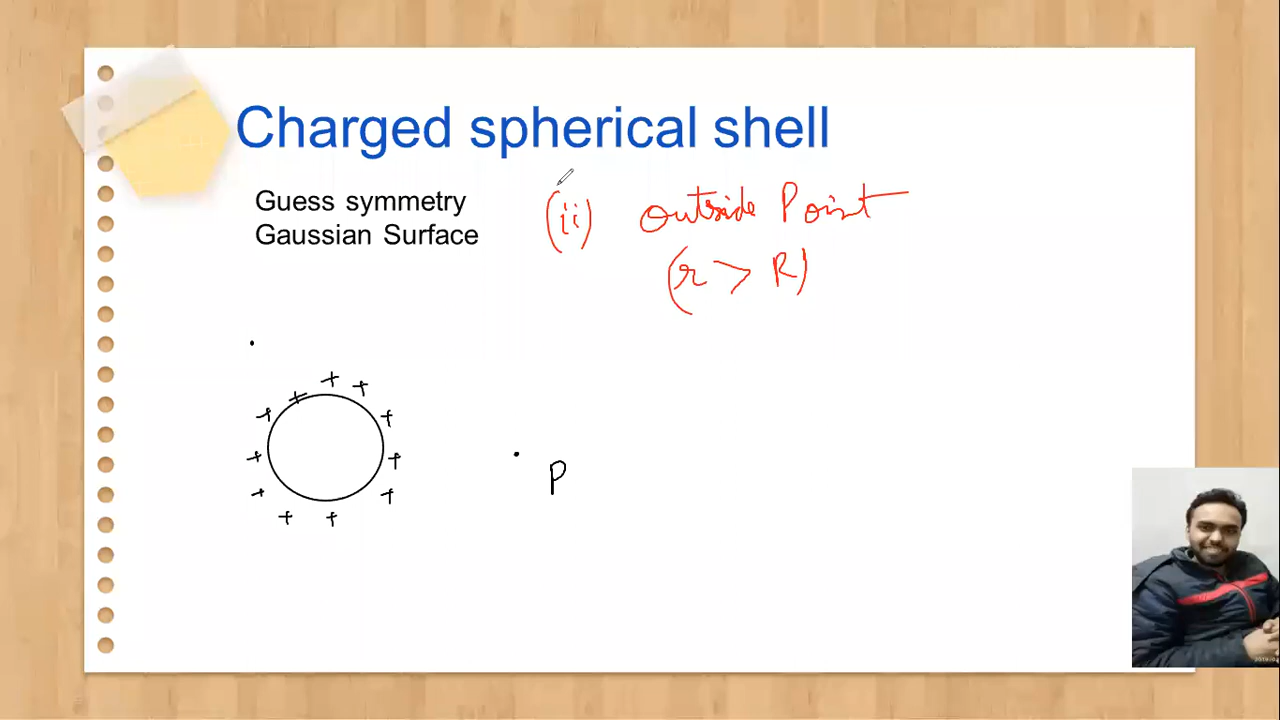 Charged spherical shell
Guess symmetry
Gaussian Surface
(ii) outside Point
(r > R)
+ + + + + + + + + + + +
P